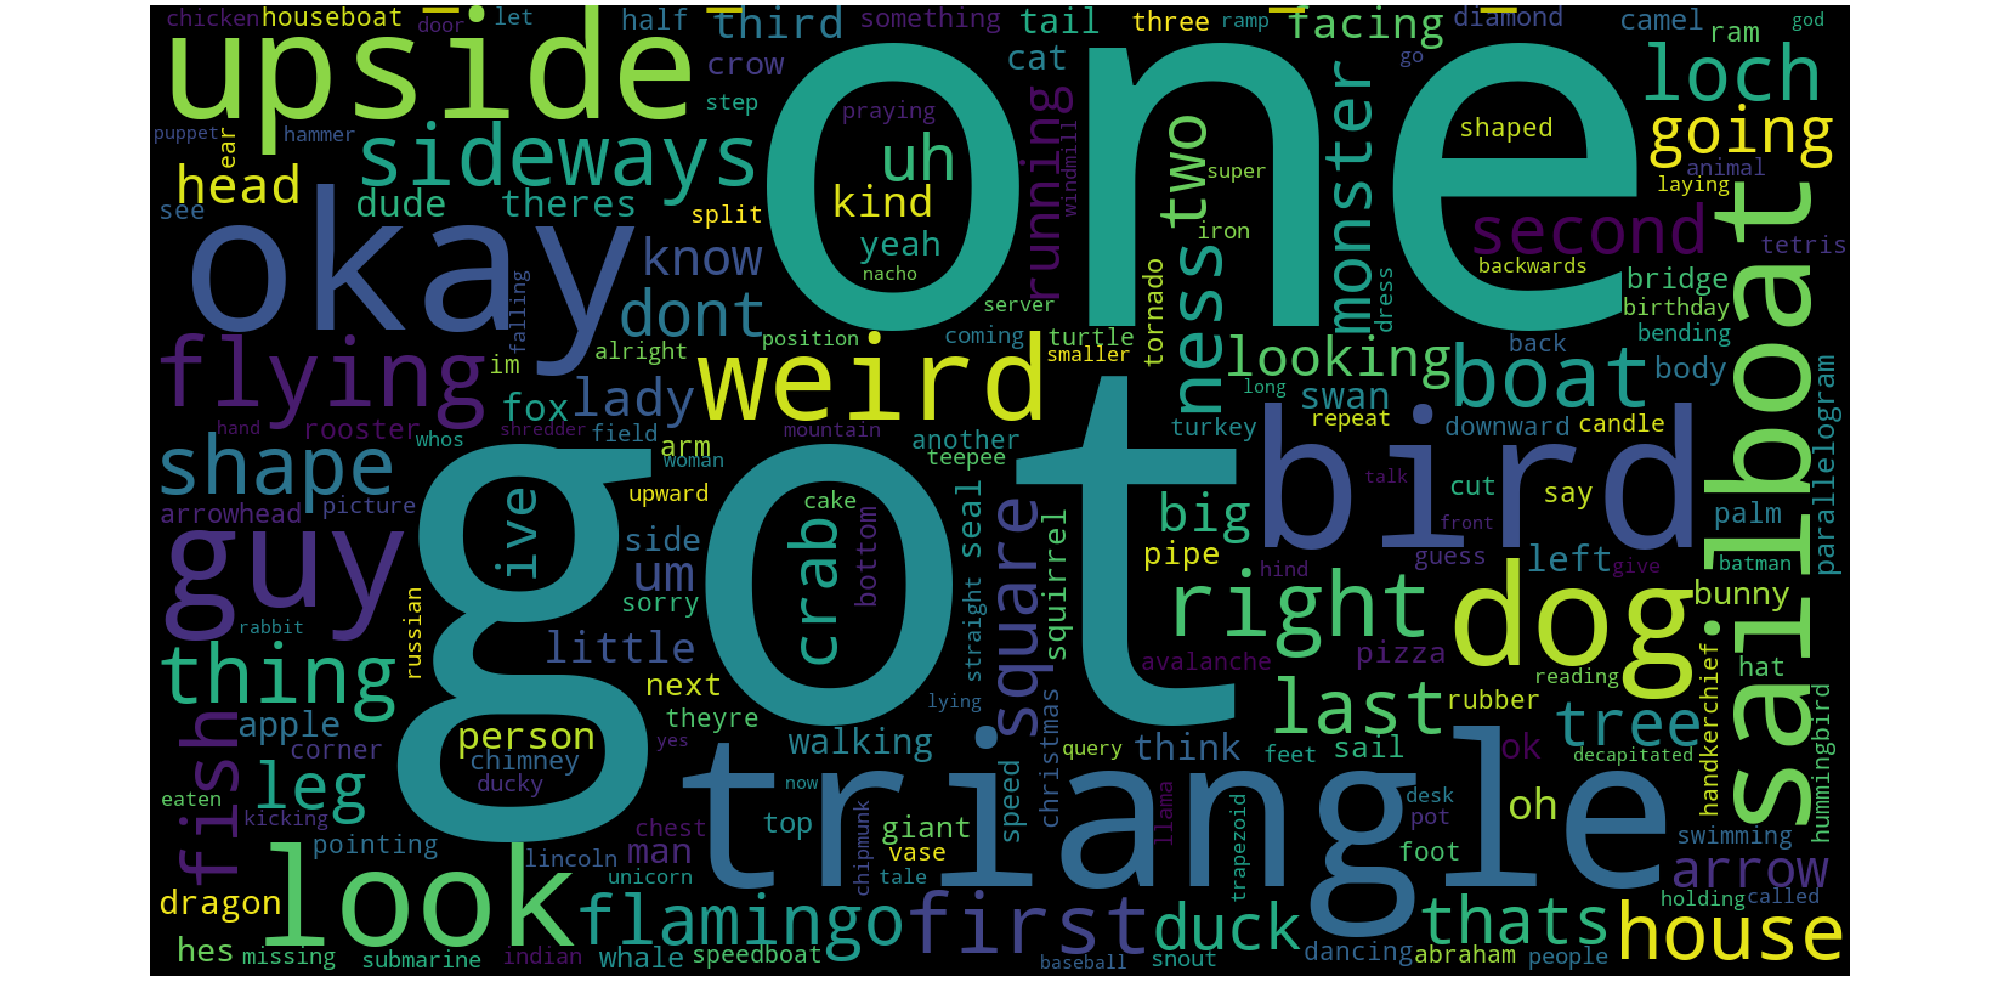 chicken houseboat door let half third something tail three ramp facing diamond camel ram god
upside one crow cat go loch
step praying shaped going
puppet hammer ear sideways uh running windmill two super monster animal
head dude theres split kind iron laying
see okay know yeah ness second tetris
nacho backwards bridge
falling dont server tornado dress birthday sailboat
flying im alright position weird coming turtle smaller looking back bending
fox lady long swan boat body parallelogram
hand rooster whos shredder field mountain another turkey repeat downward candle
shape got arm woman teepee bird talk
arrowhead picture ive upward cake big cut say palm
guy side crab bottom straight seal square squirrel pipe front guess left give batman
um hind
russian sorry right dog bunny
rabbit little avalanche pizza reading hat
thing next last rubber handkerchief hummingbird
fish apple theyre lying christmas tree
corner person yes walking query think feet sail ok decapitated
leg chimney ducky now triangle
eaten kicking speed llama desk oh
pointing chest top chipmunk giant trapezoid pot swimming
look lincoln man vase foot arrow
dragon unicorn tale holding called
flamingo first duck thats house
hes missing submarine indian whale speedboat baseball snout dancing abraham people